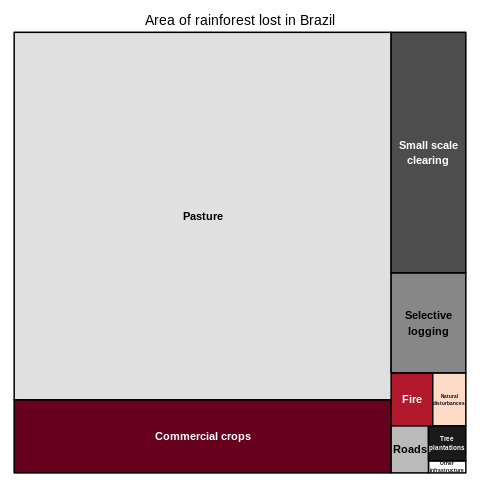 Area of rainforest lost in Brazil
Small scale
clearing
Pasture
Selective
logging
Fire
Natural
disturbances
Commercial crops
Roads
Tree
plantations
Other
infrastructure